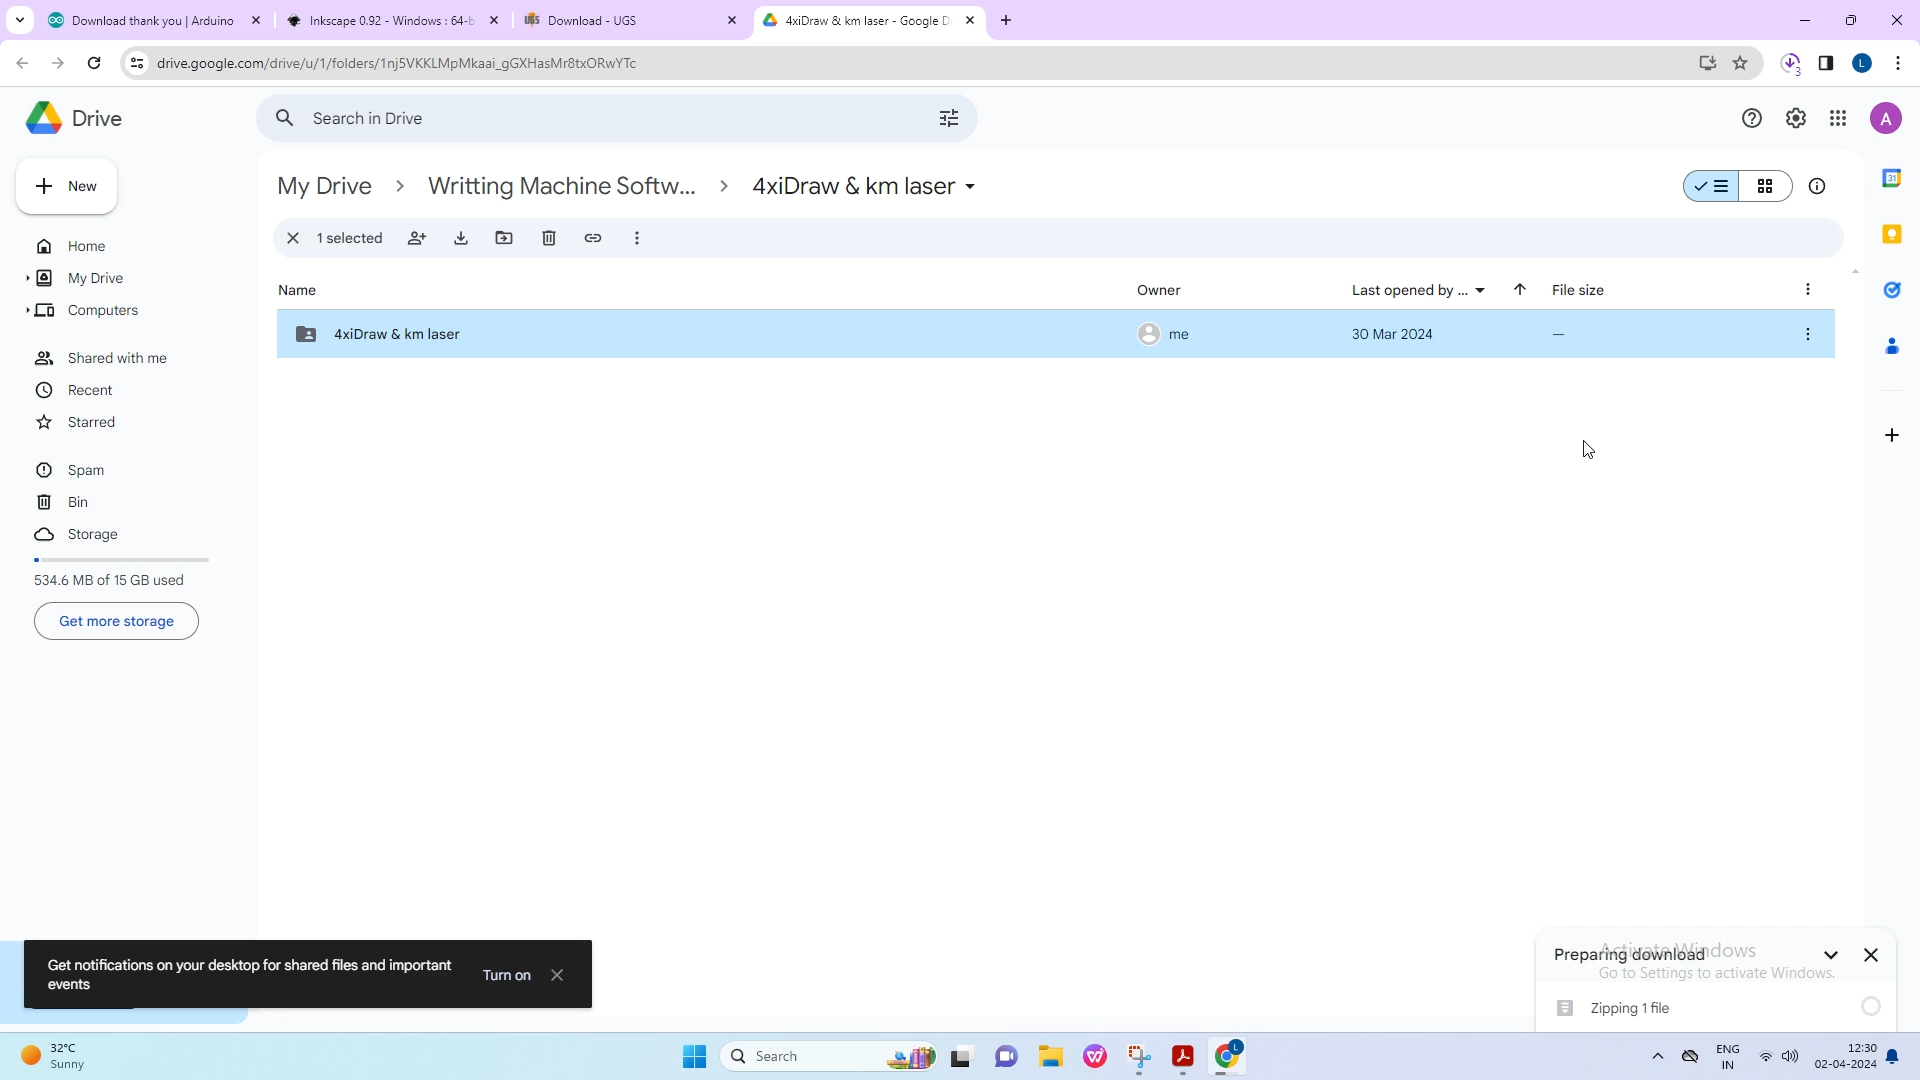 Download thank you | Arduino
Inkscape 0.92 - Windows : 64-b
Download - UGS
4xiDraw & km laser - Google D
drive.google.com/drive/u/1/folders/1nj5VKKLMpMkaai_gGXHasMr8txORwYTc
3
L
Drive
Search in Drive
A
New
My Drive
Writting Machine Softw...
4xiDraw & km laser
31
1 selected
Home
My Drive
Computers
Name
Owner
Last opened by ...
File size
4xiDraw & km laser
me
30 Mar 2024
—
Shared with me
Recent
Starred
Spam
Bin
Storage
534.6 MB of 15 GB used
Get more storage
Get notifications on your desktop for shared files and important
events
Turn on
Preparing download
Activate Windows
Go to Settings to activate Windows.
Zipping 1 file
32°C
Sunny
Search
L
ENG
IN
12:30
02-04-2024